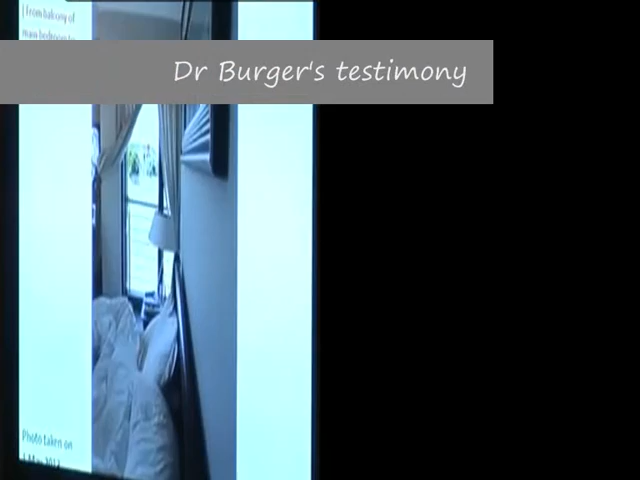 | From balcony of
main bedroom to
Dr Burger's testimony
Photo taken on